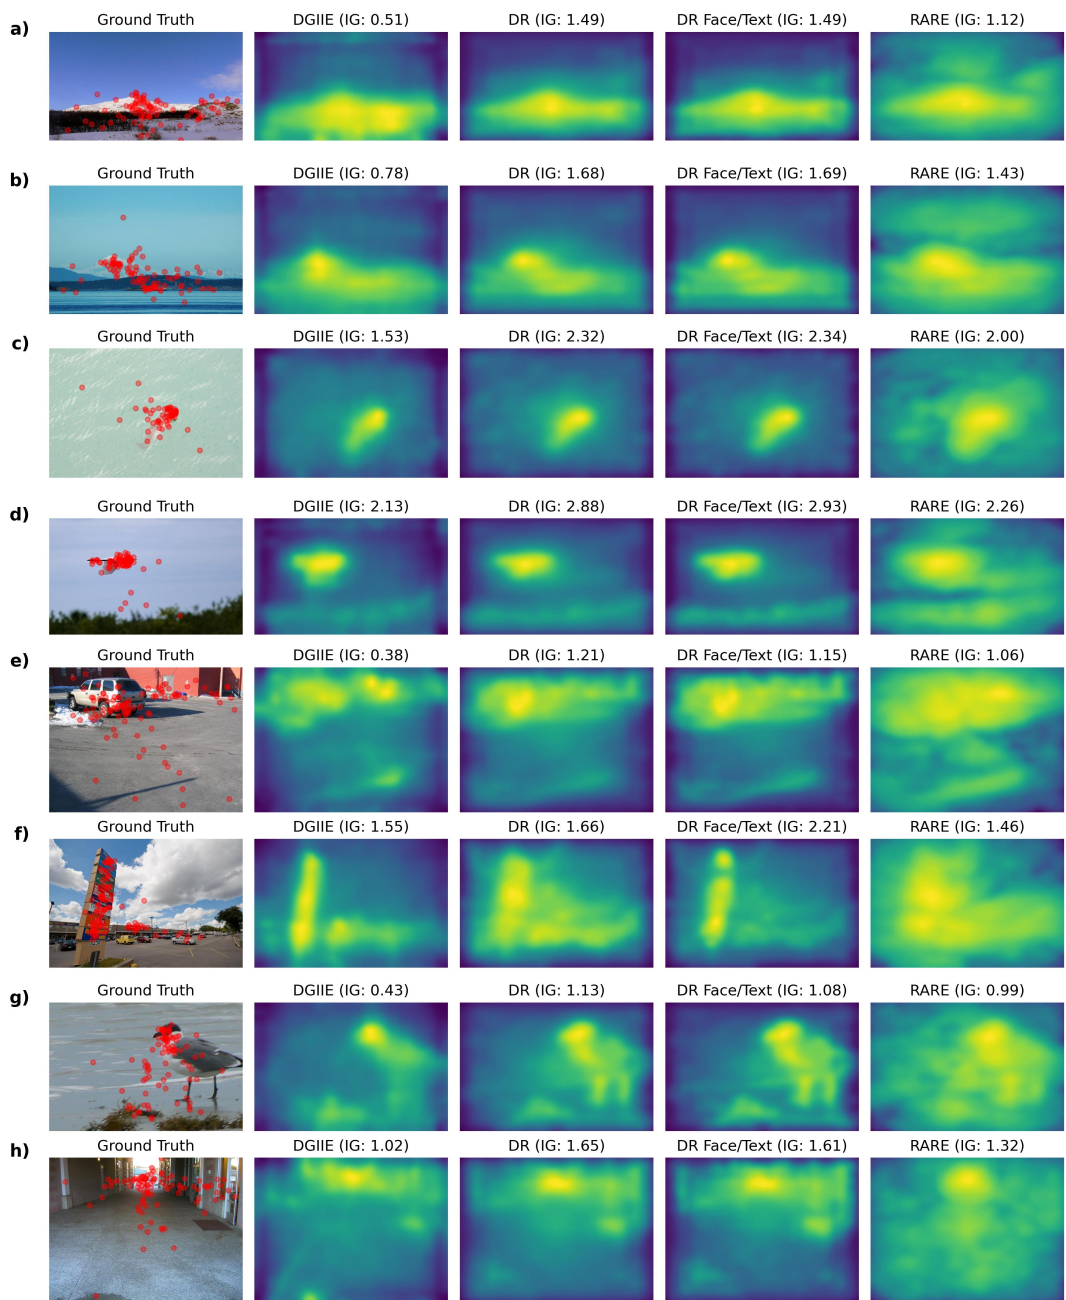 a) Ground Truth DGIIE (IG: 0.51) DR (IG: 1.49) DR Face/Text (IG: 1.49) RARE (IG: 1.12)
b) Ground Truth DGIIE (IG: 0.78) DR (IG: 1.68) DR Face/Text (IG: 1.69) RARE (IG: 1.43)
c) Ground Truth DGIIE (IG: 1.53) DR (IG: 2.32) DR Face/Text (IG: 2.34) RARE (IG: 2.00)
d) Ground Truth DGIIE (IG: 2.13) DR (IG: 2.88) DR Face/Text (IG: 2.93) RARE (IG: 2.26)
e) Ground Truth DGIIE (IG: 0.38) DR (IG: 1.21) DR Face/Text (IG: 1.15) RARE (IG: 1.06)
f) Ground Truth DGIIE (IG: 1.55) DR (IG: 1.66) DR Face/Text (IG: 2.21) RARE (IG: 1.46)
g) Ground Truth DGIIE (IG: 0.43) DR (IG: 1.13) DR Face/Text (IG: 1.08) RARE (IG: 0.99)
h) Ground Truth DGIIE (IG: 1.02) DR (IG: 1.65) DR Face/Text (IG: 1.61) RARE (IG: 1.32)